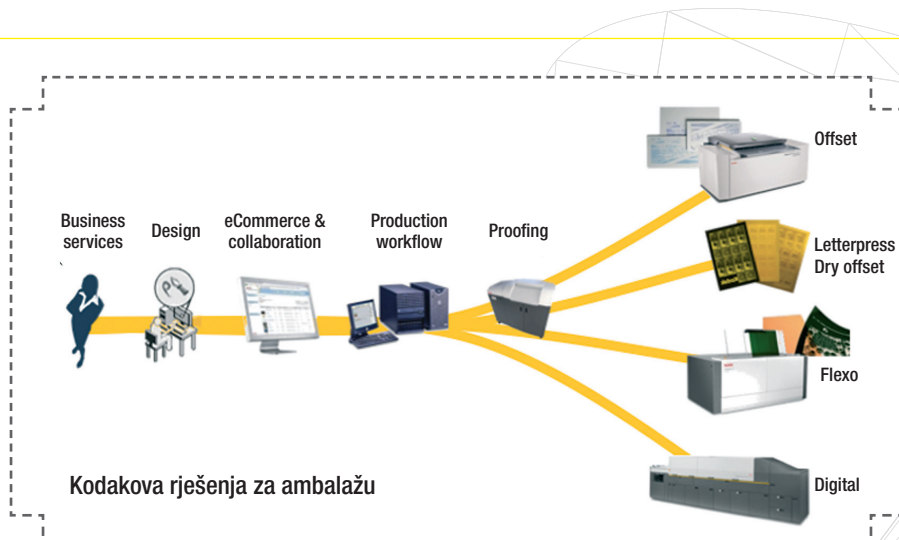 Business
services
Design
eCommerce &
collaboration
Production
workflow
Proofing
Offset
Letterpress
Dry offset
Flexo
Digital
Kodakova rješenja za ambalažu